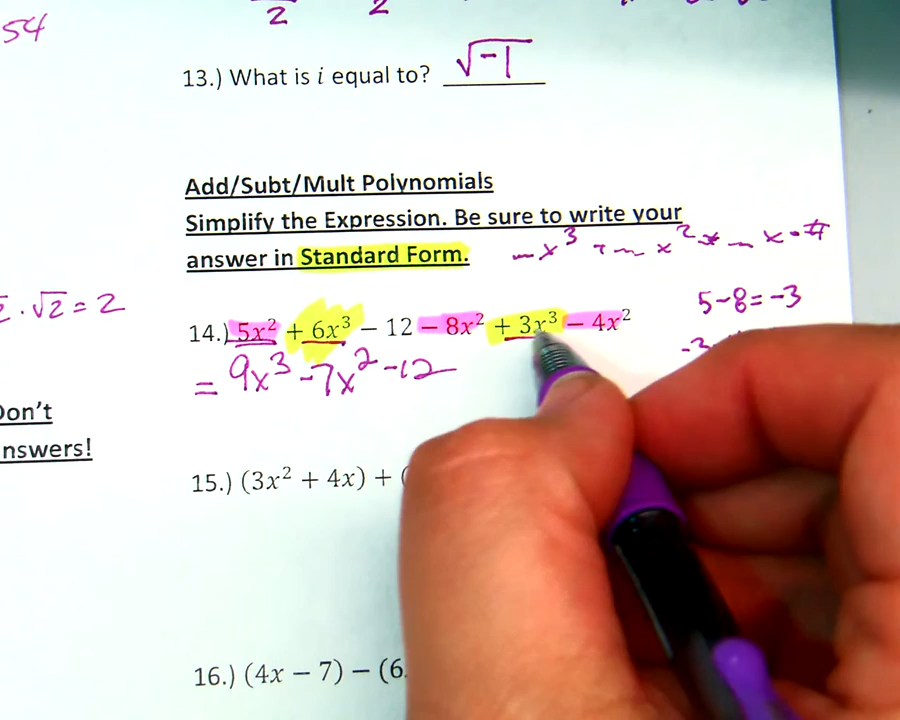 54
2 2
13.) What is i equal to? √-1
Add/Subt/Mult Polynomials
Simplify the Expression. Be sure to write your
answer in Standard Form.
· √2 = 2
5-8=-3
14.) 5x² + 6x³ − 12 − 8x² + 3x³ − 4x²
= 9x³ -7x² -12
Don't
nswers!
15.) (3x² + 4x) + (
16.) (4x − 7) − (6